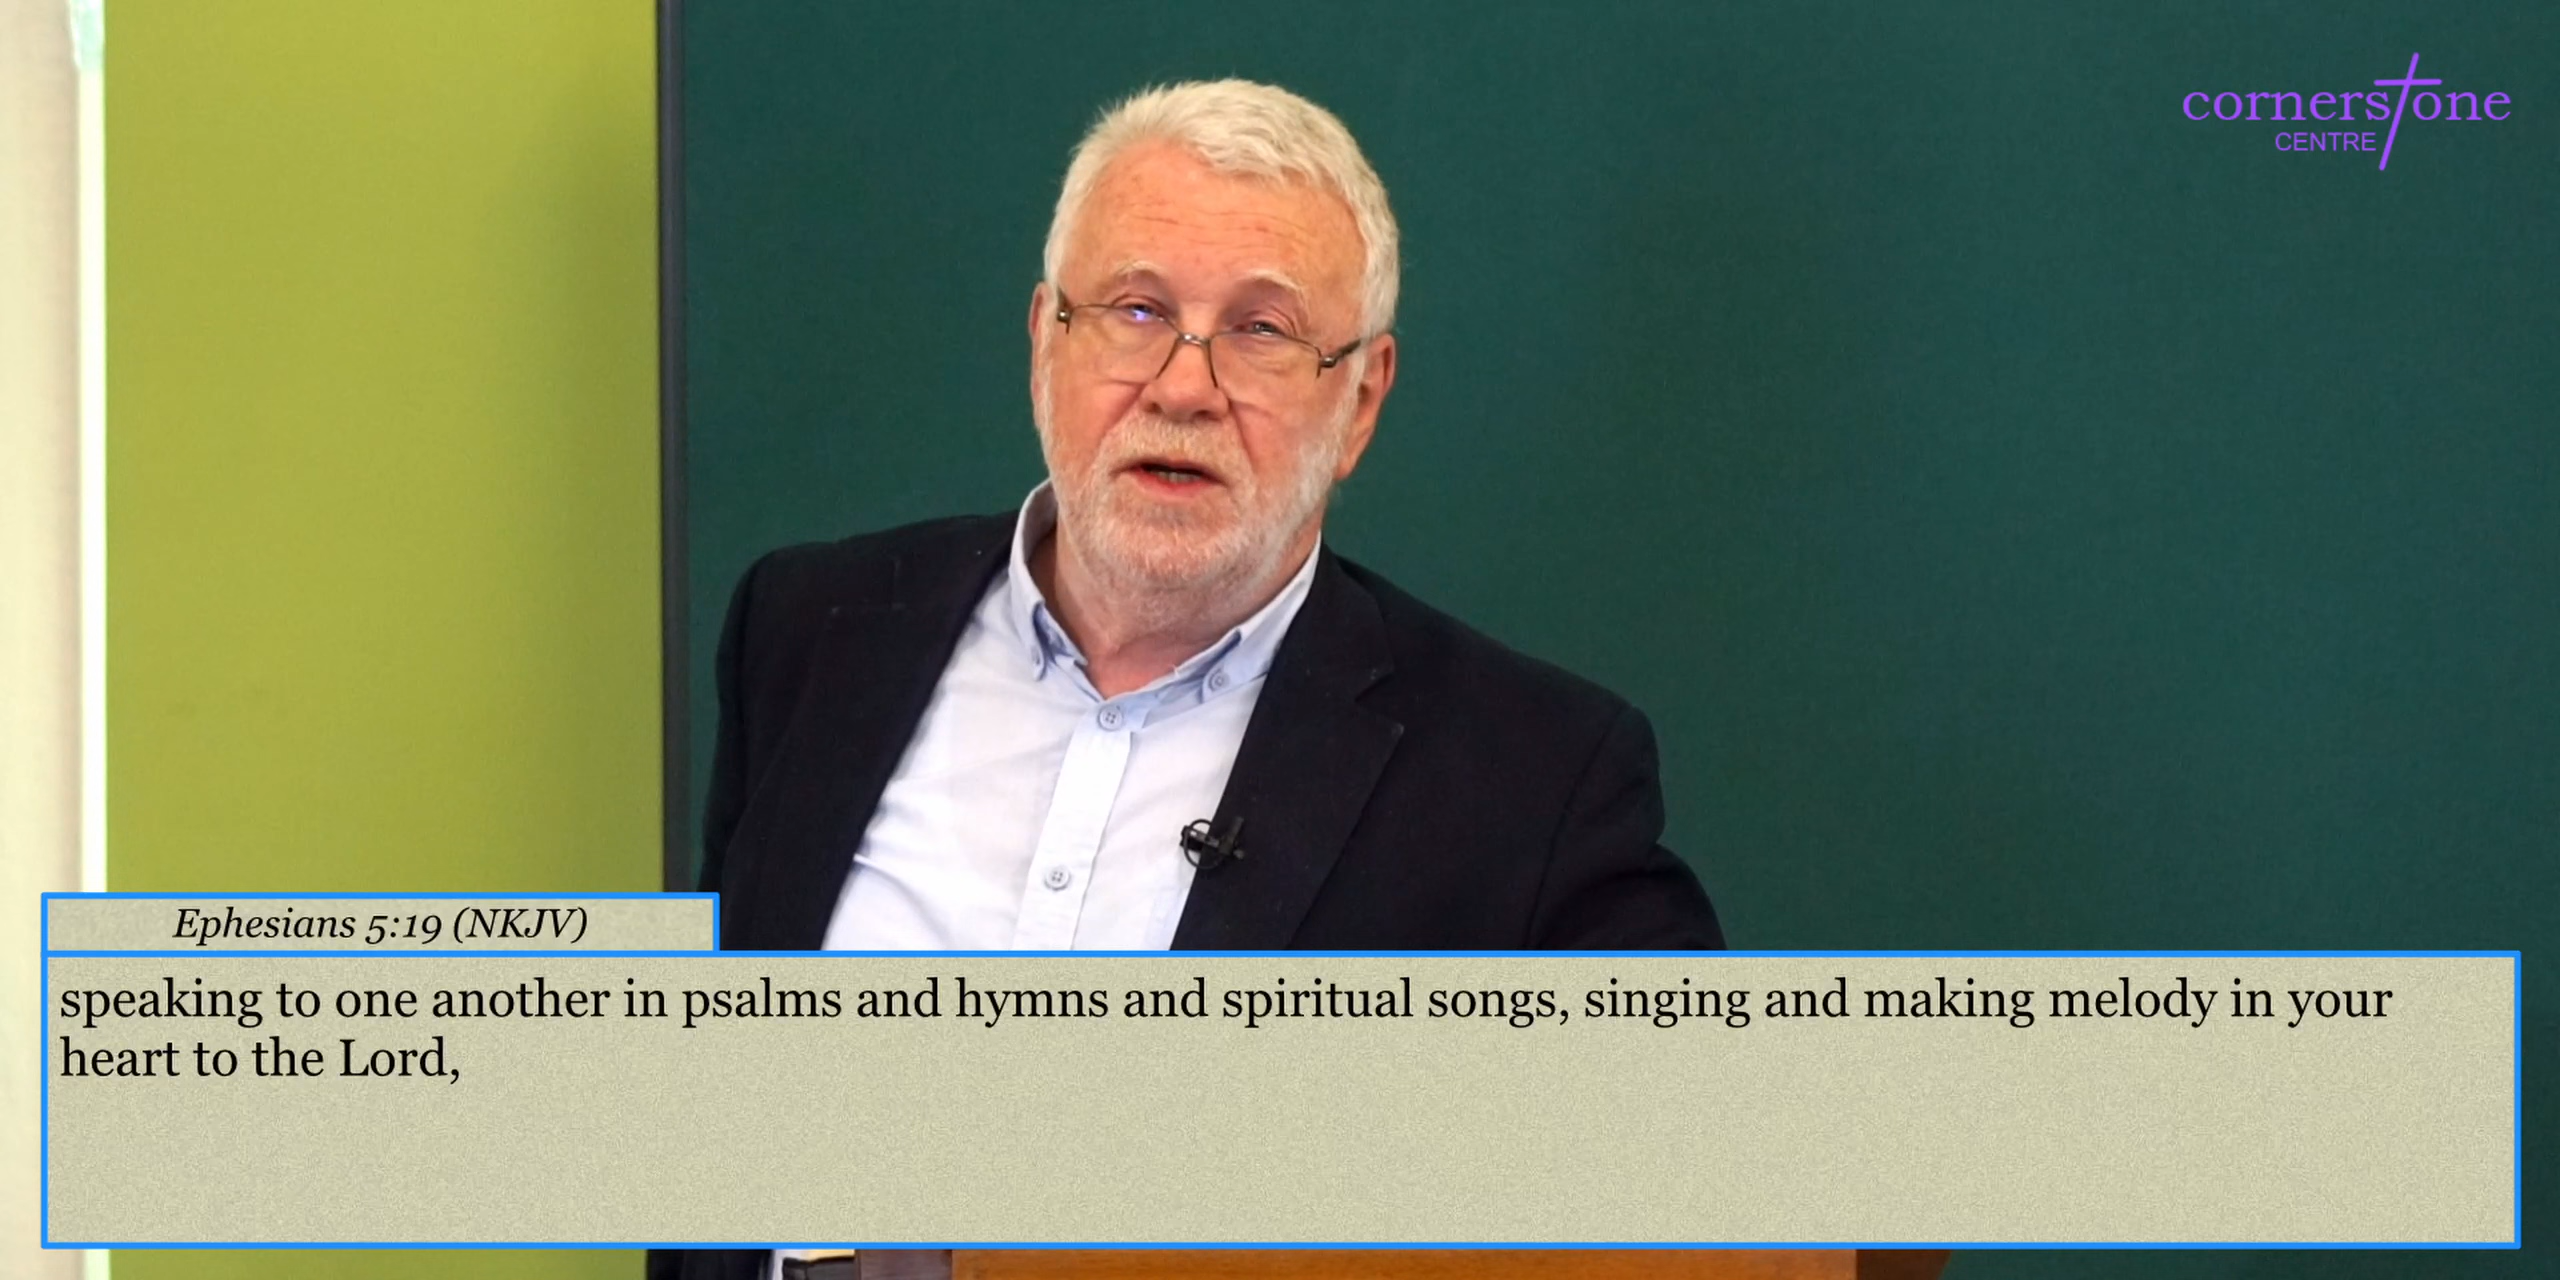 cornerstone
CENTRE
Ephesians 5:19 (NKJV)
speaking to one another in psalms and hymns and spiritual songs, singing and making melody in your
heart to the Lord,